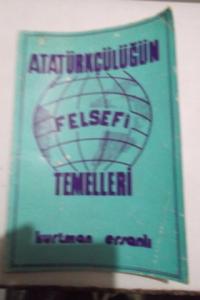 ATATÜRKÇÜLÜĞÜN
FELSEFİ
TEMELLERİ
kurtman ersanlı